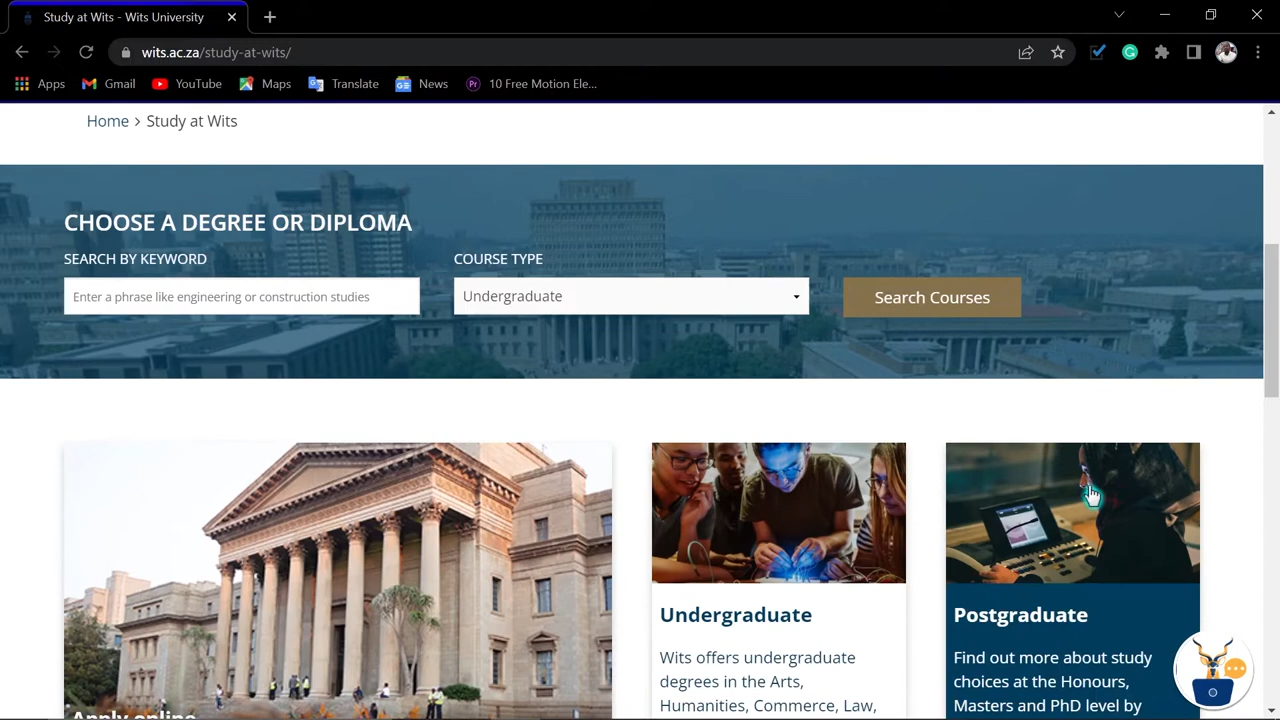 Study at Wits - Wits University
wits.ac.za/study-at-wits/
Apps Gmail YouTube Maps Translate News Pr 10 Free Motion Ele...
Home > Study at Wits
CHOOSE A DEGREE OR DIPLOMA
SEARCH BY KEYWORD COURSE TYPE
Enter a phrase like engineering or construction studies Undergraduate Search Courses
Undergraduate Postgraduate
Wits offers undergraduate Find out more about study
degrees in the Arts, choices at the Honours,
Humanities, Commerce, Law, Masters and PhD level by
Apply online